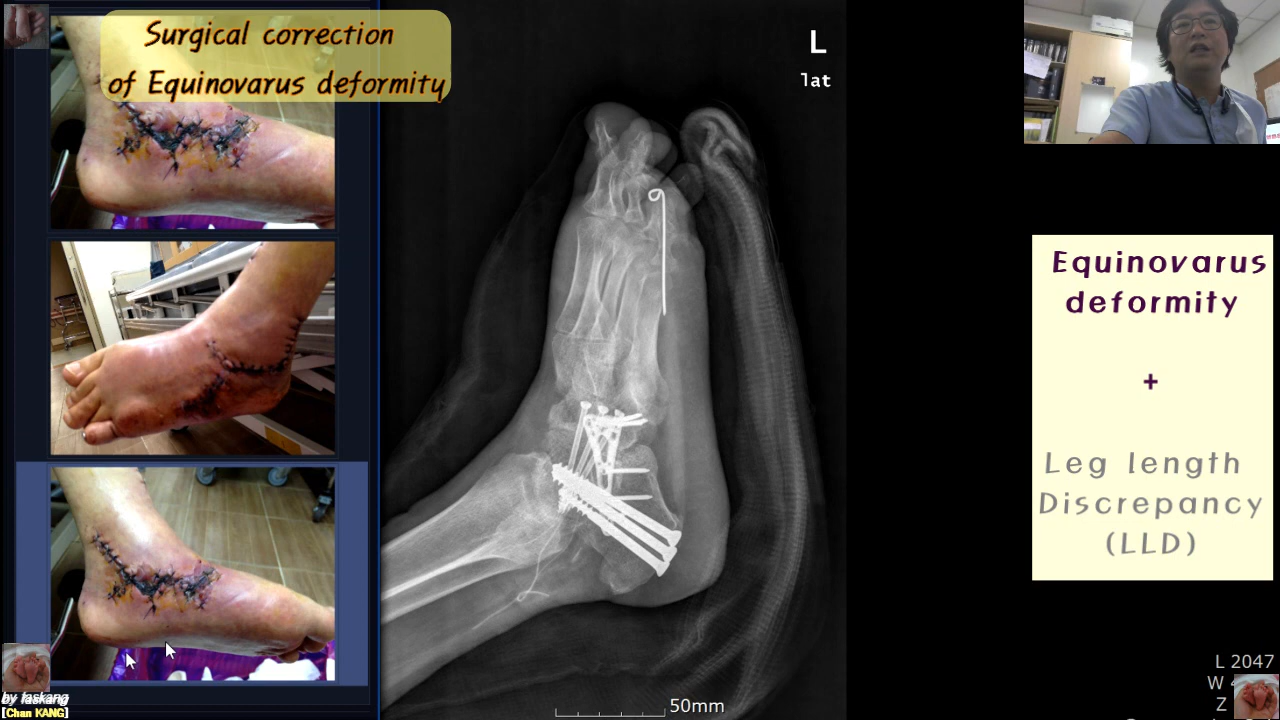 Surgical correction
of Equinovarus deformity
L
lat
Equinovarus
deformity
+
Leg length
Discrepancy
(LLD)
50mm
L 2047
W
Z
by faskang
[Chan KANG]